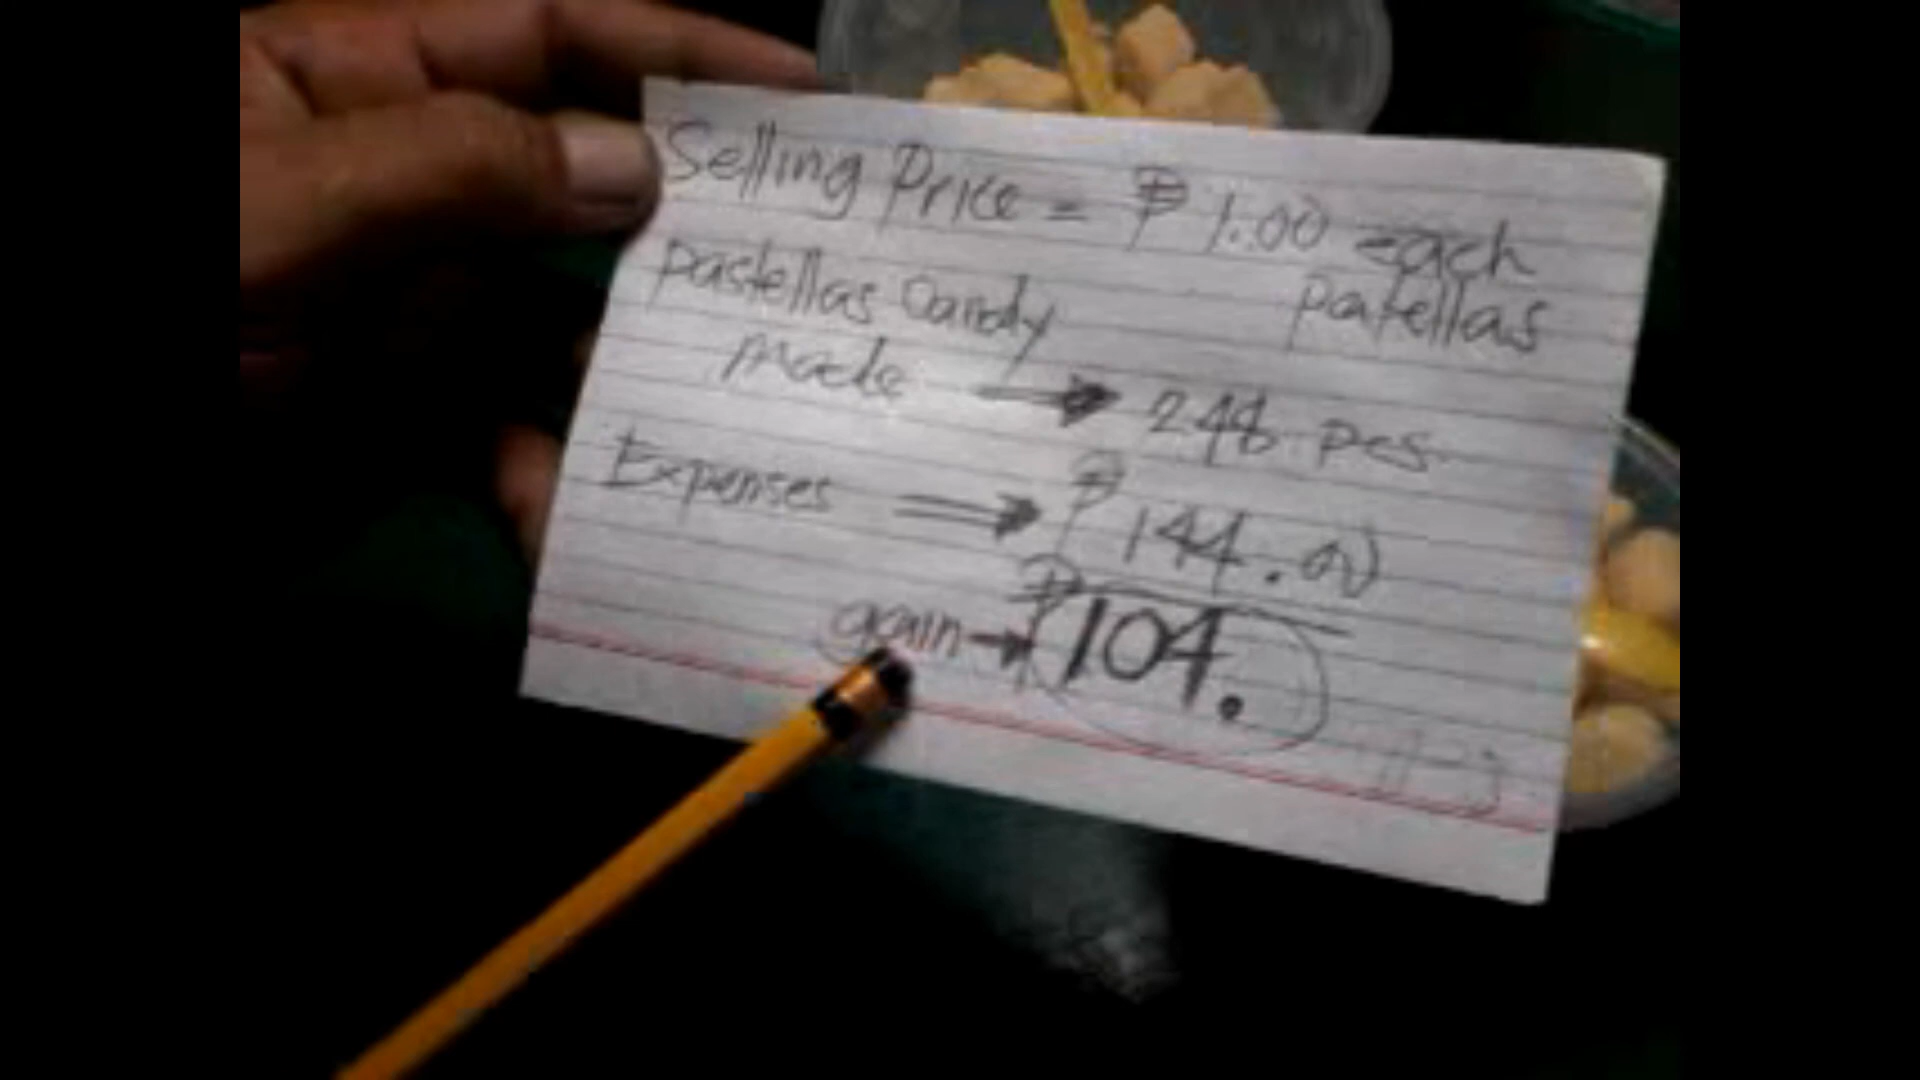 Selling Price = ₱ 1.00 each
patellas
pastellas Candy
Made → 248 pcs.
Expenses ⇒ ₱ 144.00
gain → ₱ 104.